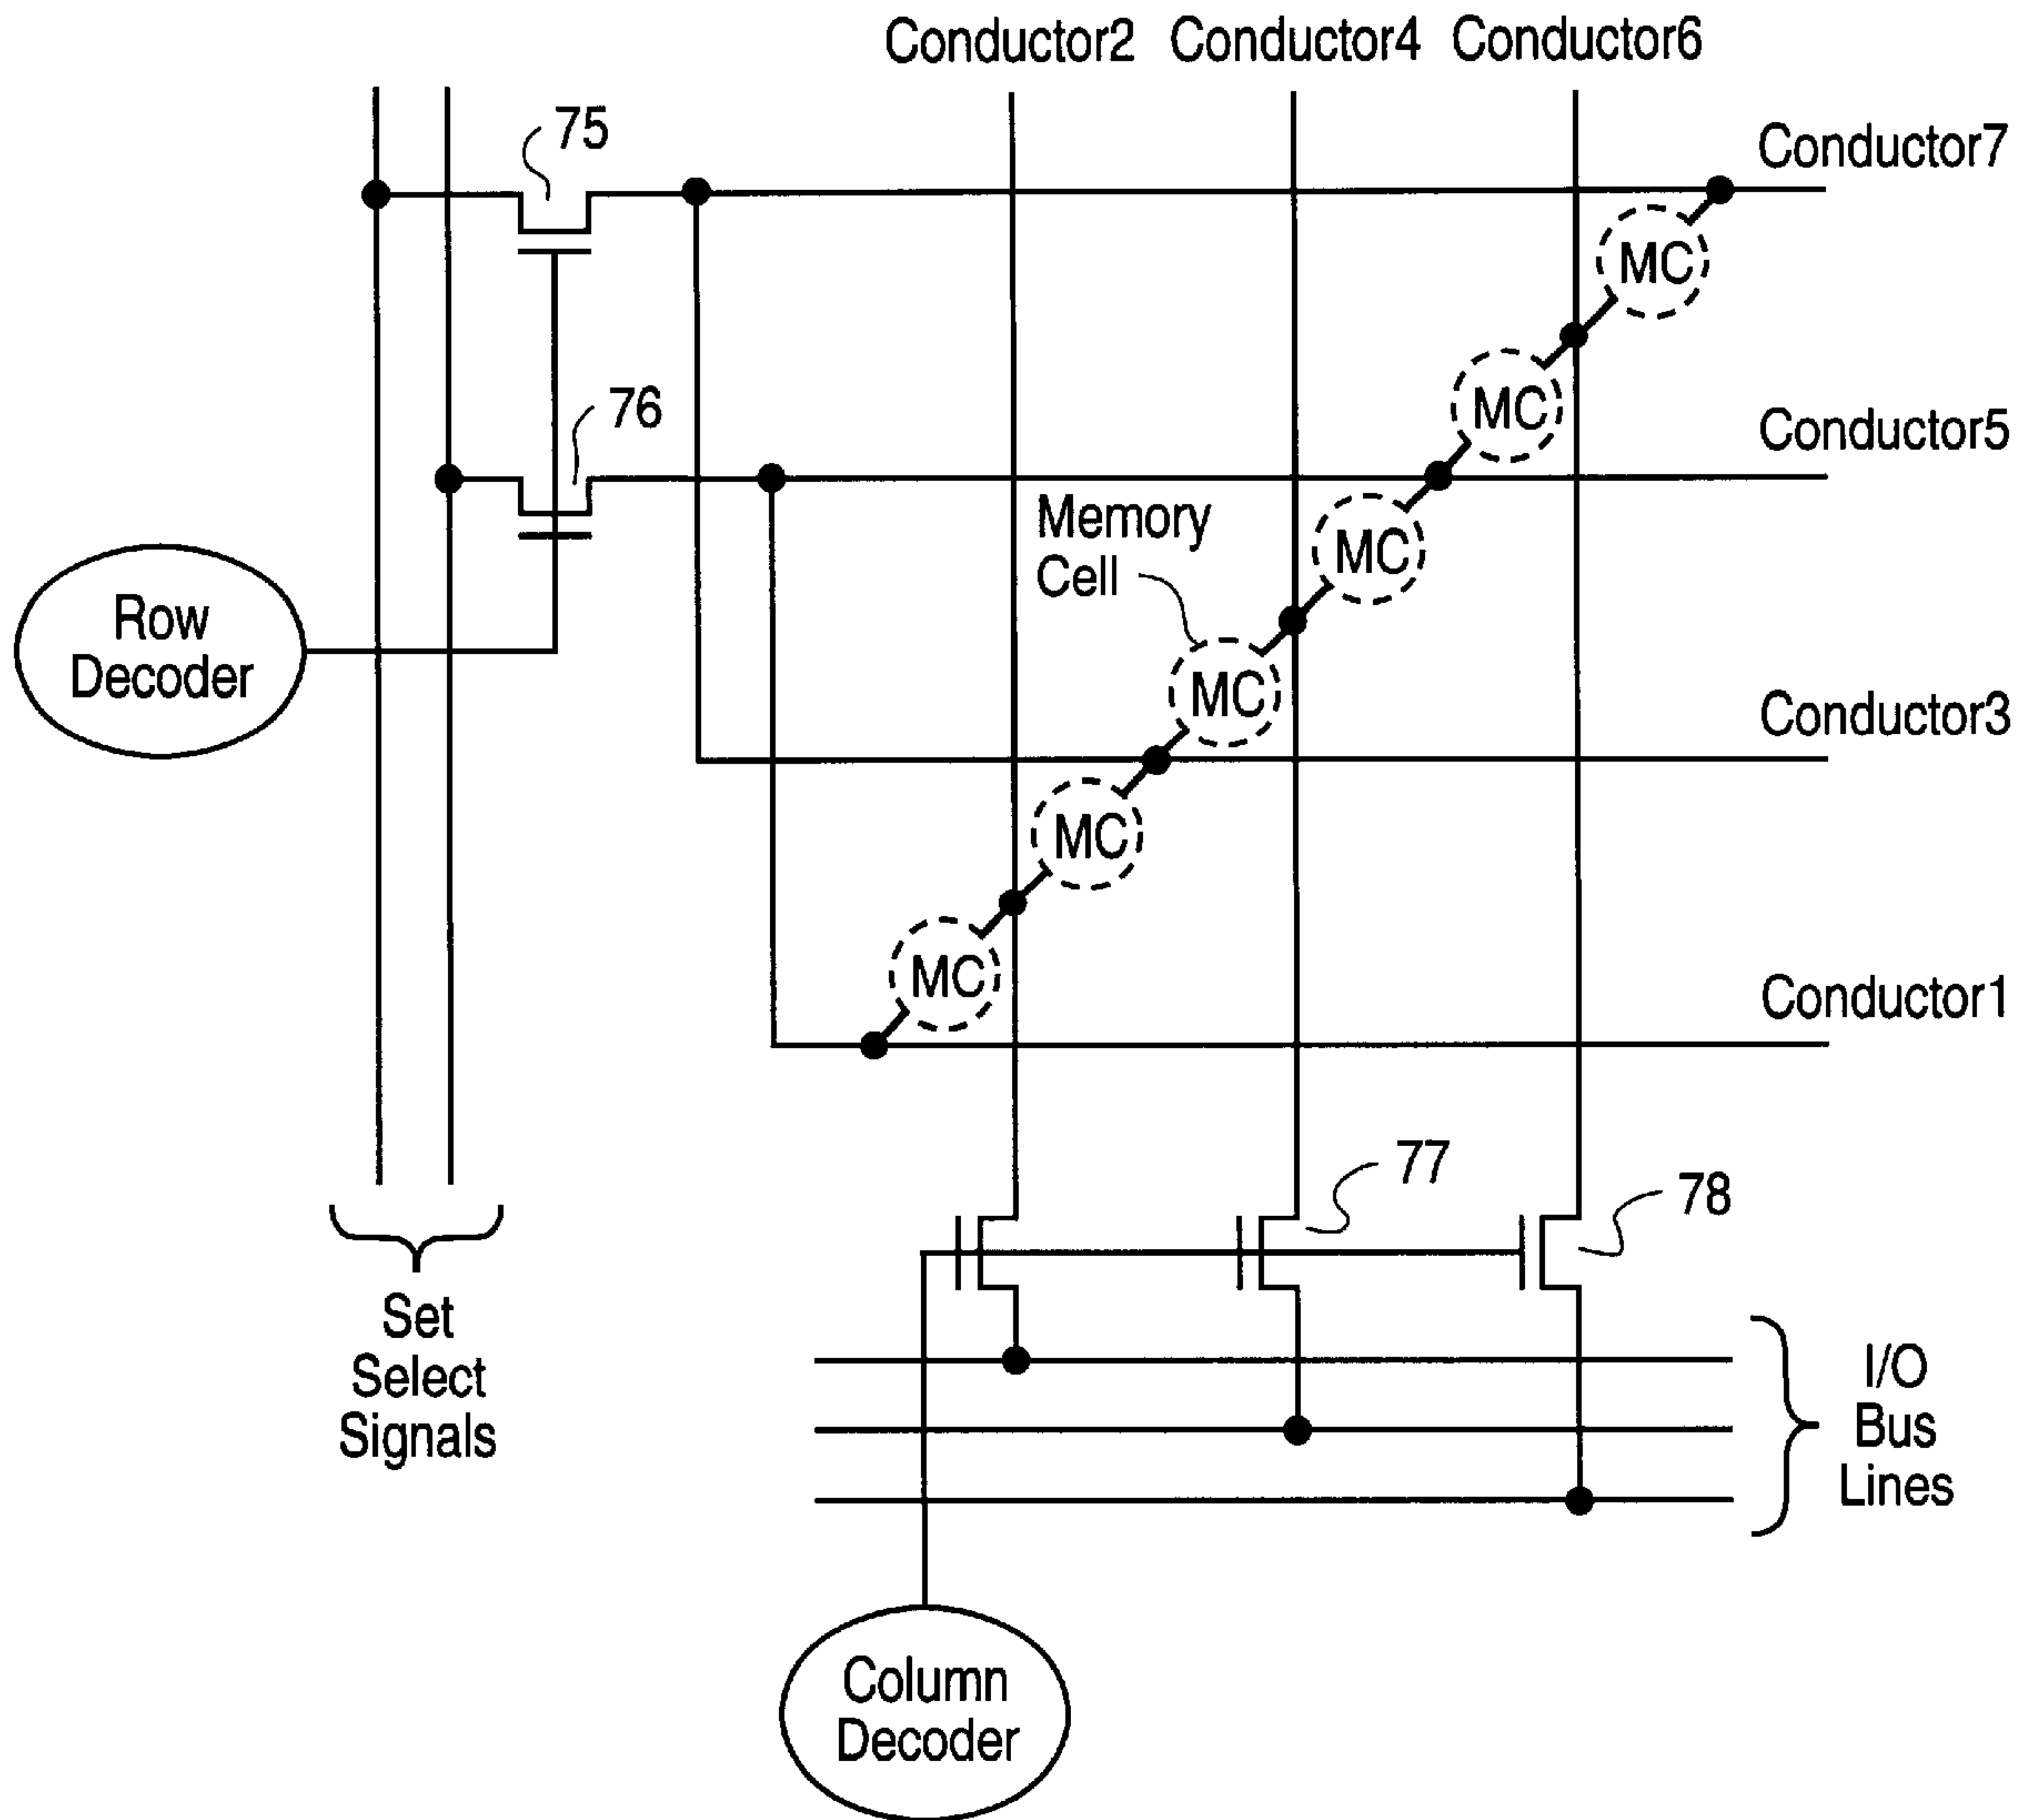 Conductor2 Conductor4 Conductor6
75
Conductor7
MC
76
MC
Conductor5
Memory
Cell
MC
Row
Decoder
MC
Conductor3
MC
MC
Conductor1
77
78
Set
Select
Signals
I/O
Bus
Lines
Column
Decoder